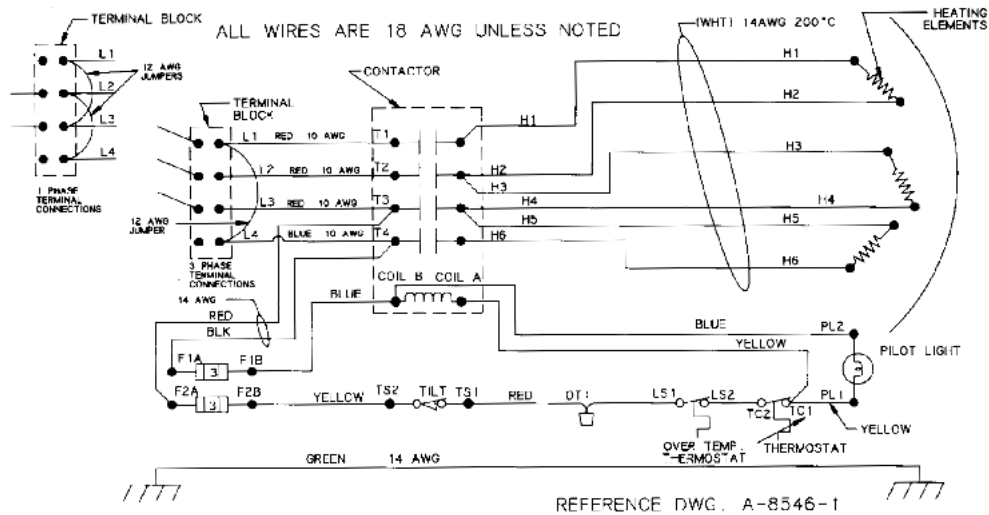 TERMINAL BLOCK
ALL WIRES ARE 18 AWG UNLESS NOTED
(WHT) 14AWG 200°C
HEATING
ELEMENTS
L1
12 AWG
JUMPERS
L2
L3
L4
1 PHASE
TERMINAL
CONNECTIONS
CONTACTOR
TERMINAL
BLOCK
L1 RED 10 AWG T1
L2 RED 10 AWG T2
L3 RED 10 AWG T3
L4 BLUE 10 AWG T4
12 AWG
JUMPER
3 PHASE
TERMINAL
CONNECTIONS
H1
H1
H2
H2
H3
H3
H4
H4
H5
H5
H6
H6
COIL B COIL A
14 AWG
RED
BLK
BLUE
BLUE
PL2
YELLOW
PILOT LIGHT
F1A 3 F1B
F2A 3 F2B
YELLOW
TS2
TILT
TS1
RED
LS1
LS2
TC2
TC1
PL1
YELLOW
OVER TEMP.
THERMOSTAT
THERMOSTAT
GREEN 14 AWG
REFERENCE DWG. A-8546-1